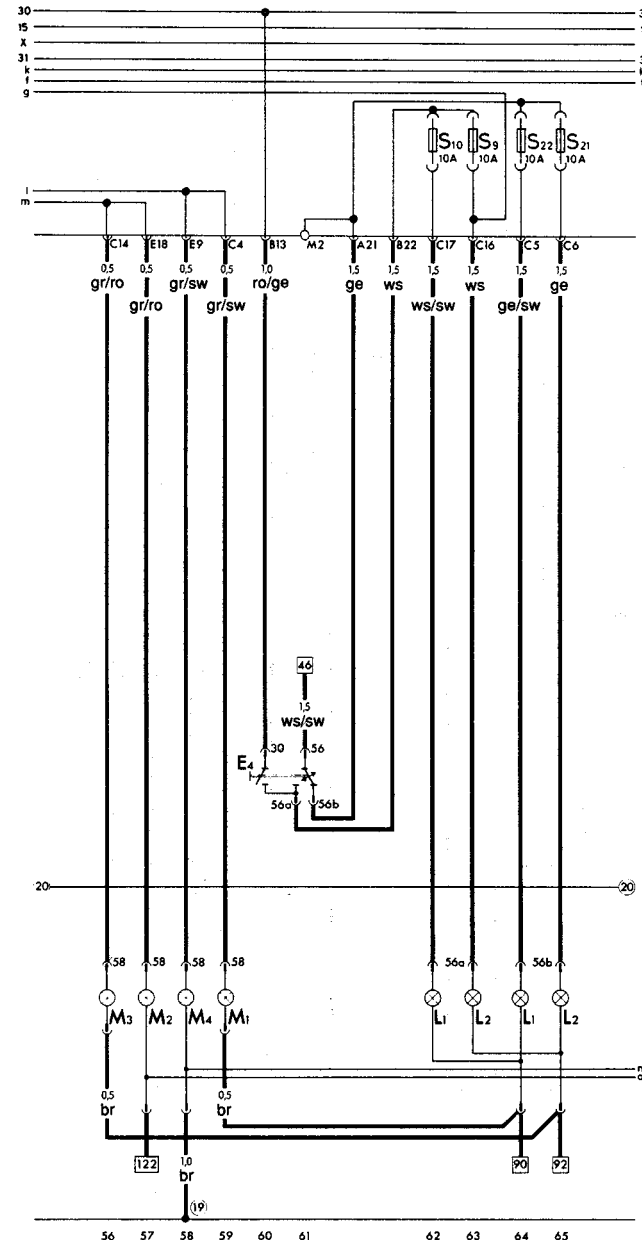 30
15
X
31
k
f
g
S10 S9 S22 S21
10A 10A 10A 10A
l
m
C14 E18 E9 C4 B13 M2 A21 B22 C17 C16 C5 C6
0,5 0,5 0,5 0,5 1,0 1,5 1,5 1,5 1,5 1,5 1,5
gr/ro gr/sw ro/ge ge ws ws ge
gr/ro gr/sw ws/sw ge/sw
46
1,5
ws/sw
30 56
E4
56a 56b
20 20
58 58 58 58 56a 56b
M3 M2 M4 M1 L1 L2 L1 L2
n
o
0,5 0,5
br br
122 90 92
1,0
br
19
56 57 58 59 60 61 62 63 64 65